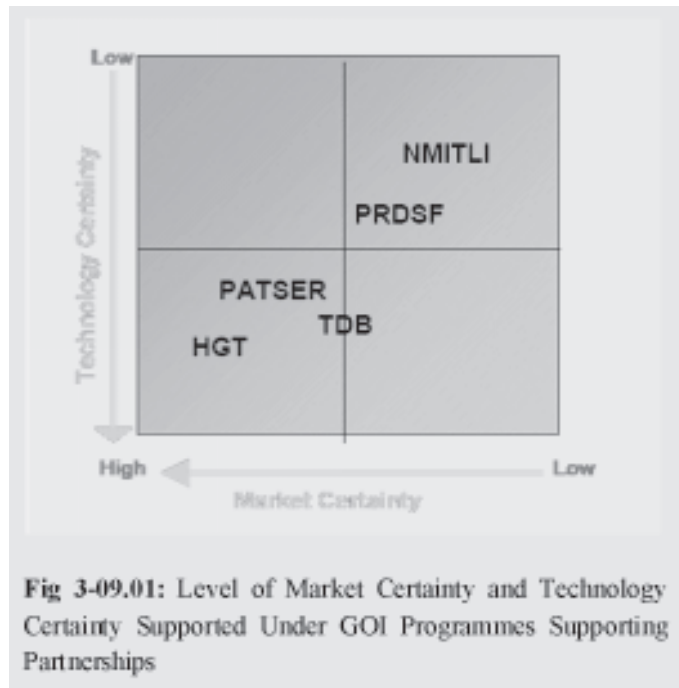 Low
NMITLI
PRDSF
Technology Certainty
PATSER
TDB
HGT
High
Low
Market Certainty
Fig 3-09.01: Level of Market Certainty and Technology
Certainty Supported Under GOI Programmes Supporting
Partnerships